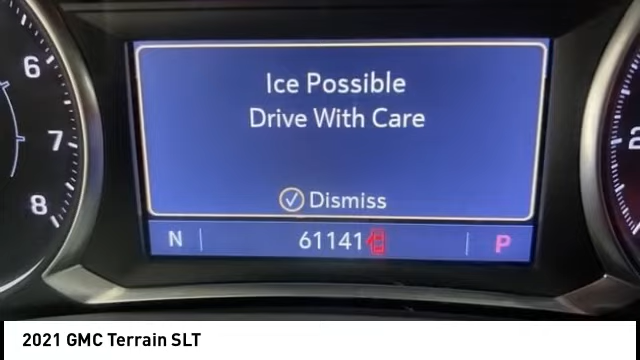 Ice Possible
Drive With Care
Dismiss
6
7
8
2
N 61141 P
2021 GMC Terrain SLT